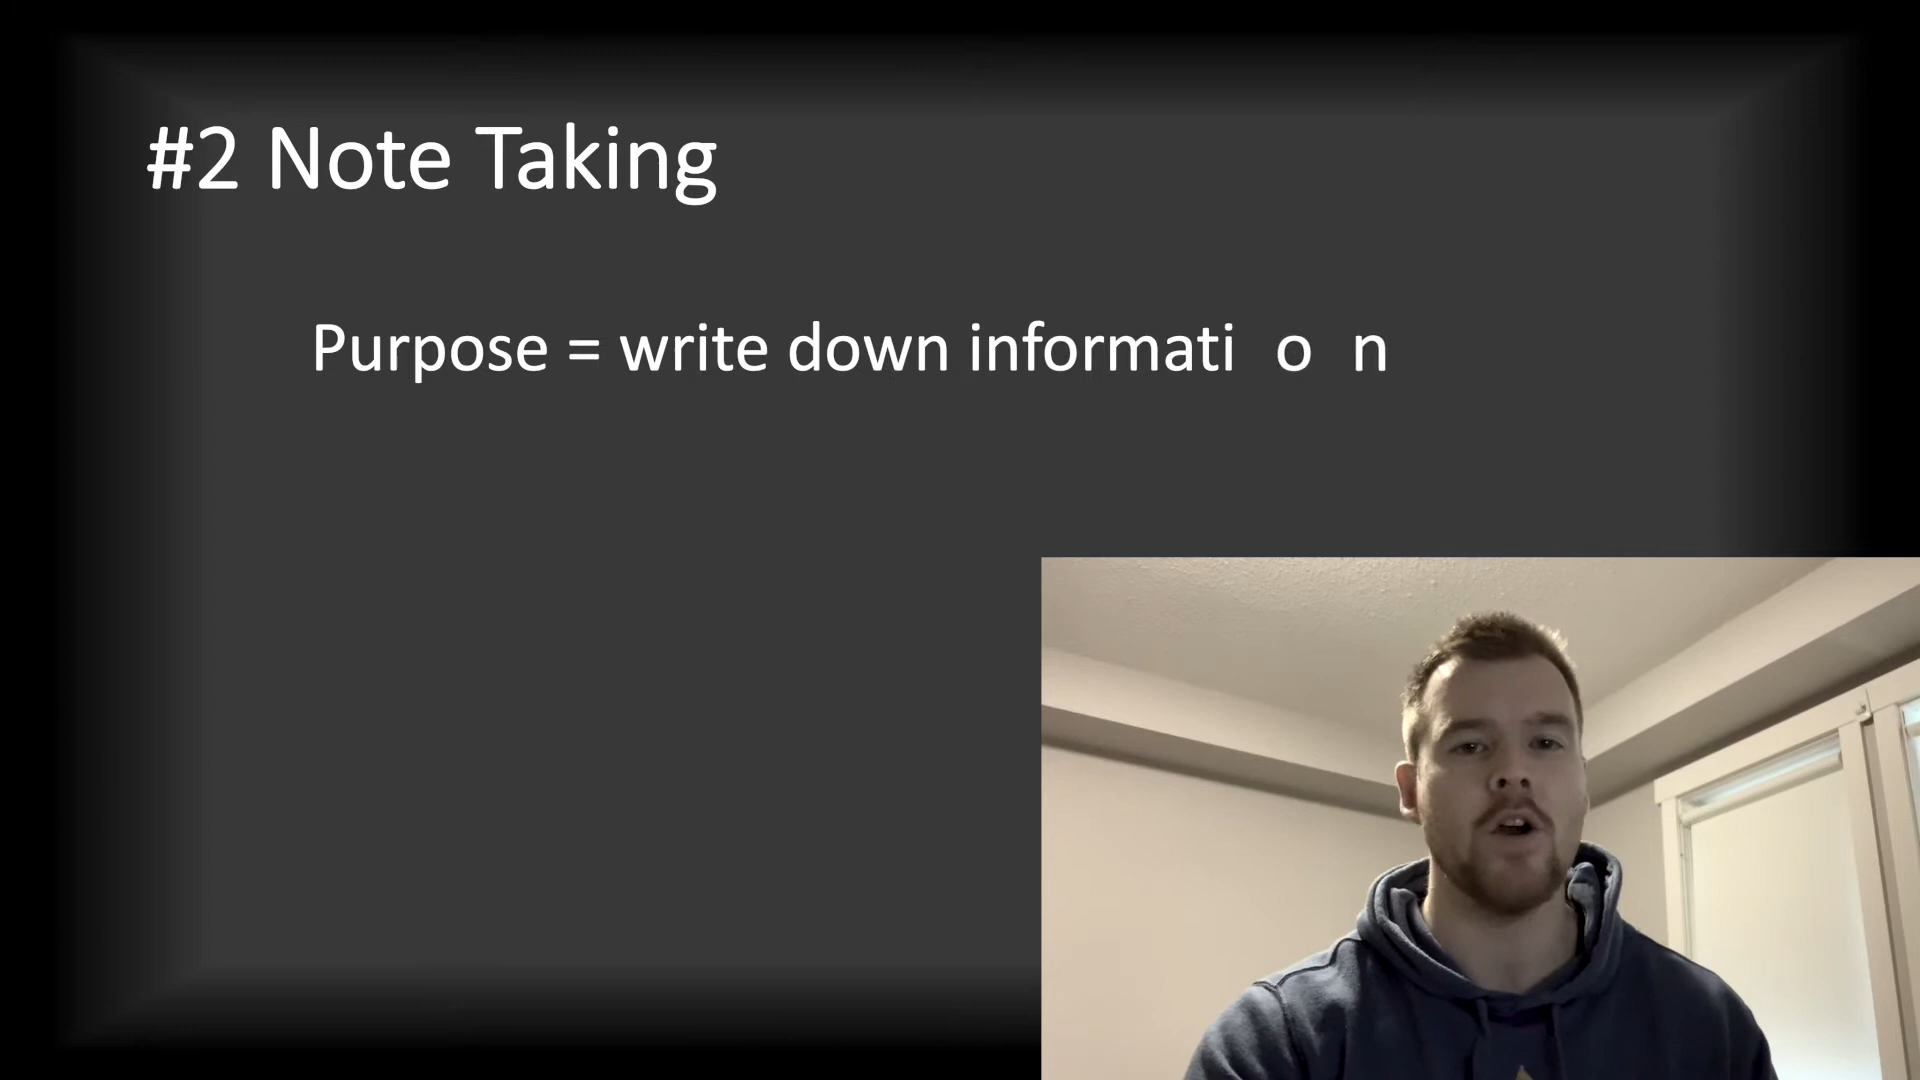 #2 Note Taking
Purpose = write down informati o n